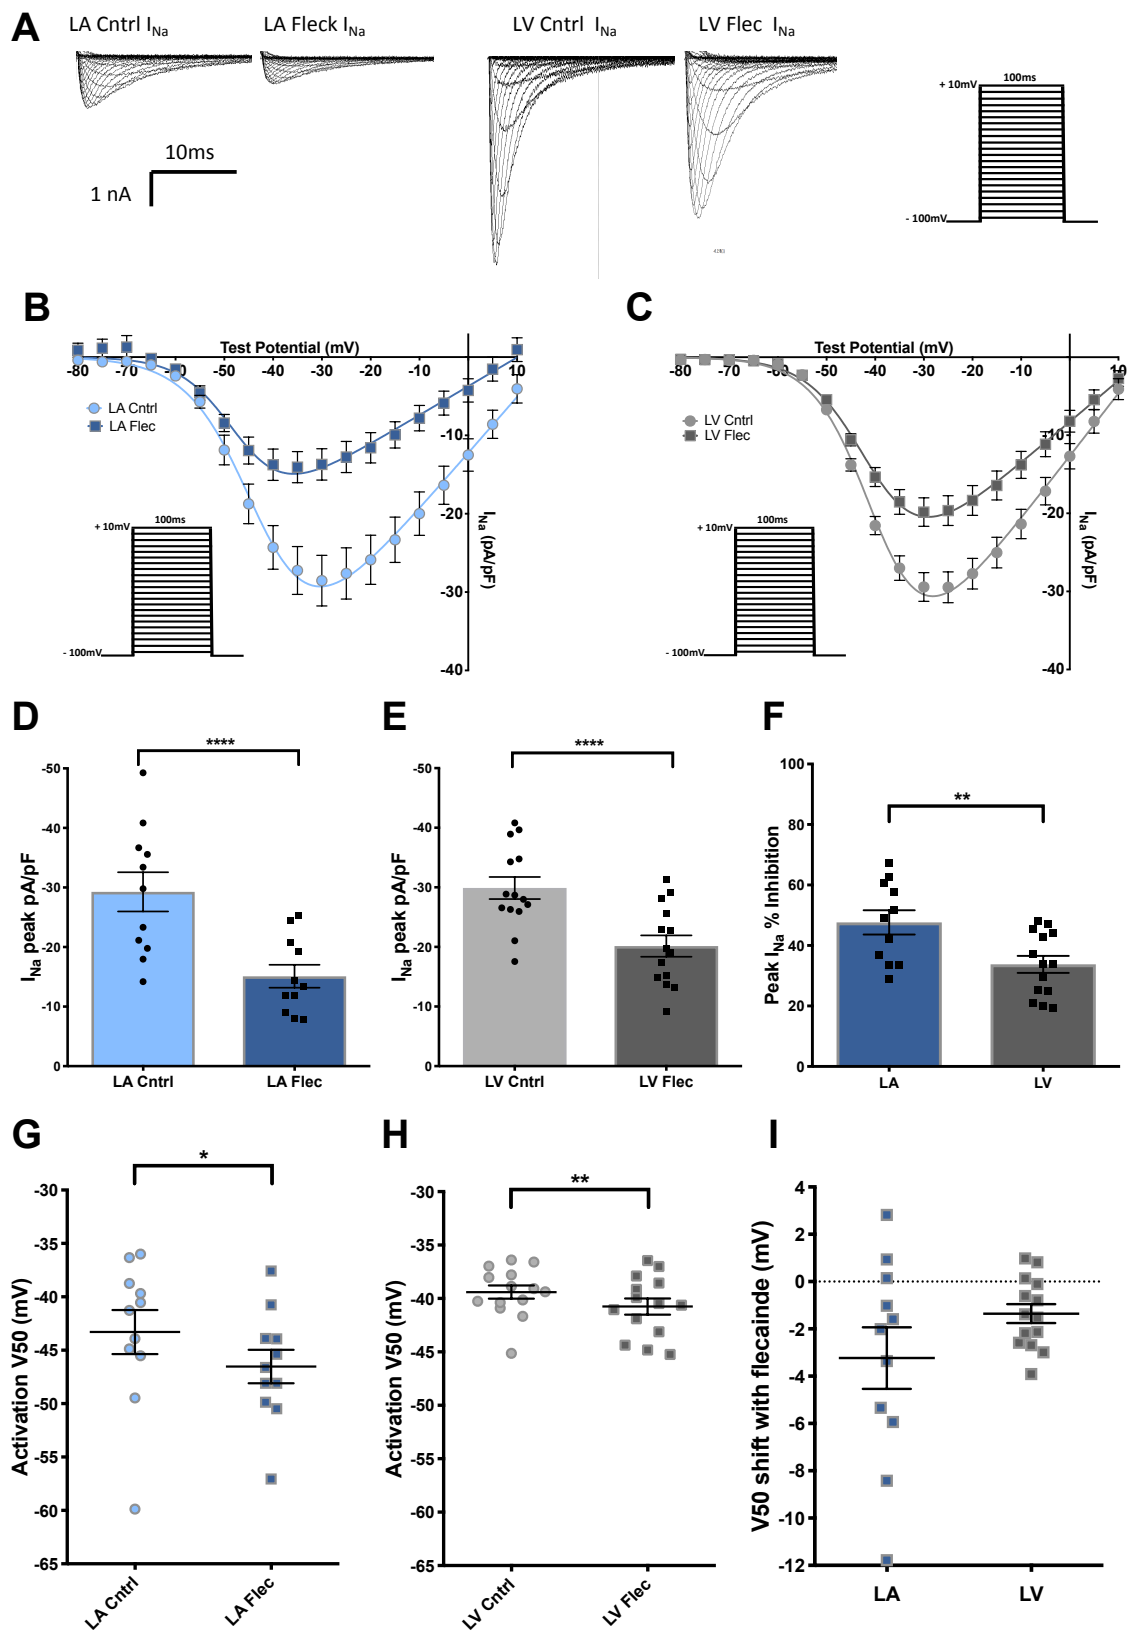 A
LA Cntrl INa
LA Fleck INa
LV Cntrl INa
LV Flec INa
10ms
1 nA
100ms
+ 10mV
- 100mV
B
Test Potential (mV)
-80 -70 -60 -50 -40 -30 -20 -10 10
LA Cntrl
LA Flec
-10
-20
-30
-40
INa (pA/pF)
100ms
+ 10mV
- 100mV
C
Test Potential (mV)
-80 -70 -60 -50 -40 -30 -20 -10 10
LV Cntrl
LV Flec
-10
-20
-30
-40
INa (pA/pF)
100ms
+ 10mV
- 100mV
D
****
INa peak pA/pF
-50
-40
-30
-20
-10
0
LA Cntrl LA Flec
E
****
INa peak pA/pF
-50
-40
-30
-20
-10
0
LV Cntrl LV Flec
F
**
Peak INa % Inhibition
100
80
60
40
20
0
LA LV
G
*
Activation V50 (mV)
-30
-35
-40
-45
-50
-55
-60
-65
LA Cntrl LA Flec
H
**
Activation V50 (mV)
-30
-35
-40
-45
-50
-55
-60
-65
LV Cntrl LV Flec
I
V50 shift with flecainde (mV)
4
2
0
-2
-4
-6
-8
-10
-12
LA LV